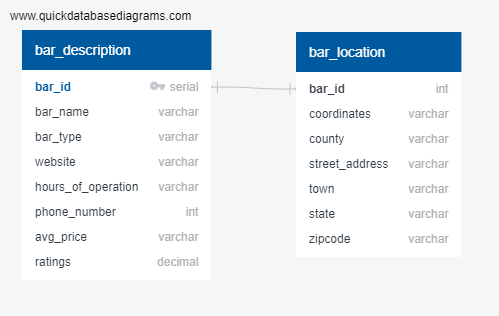 www.quickdatabasediagrams.com
bar_description
bar_id serial
bar_name varchar
bar_type varchar
website varchar
hours_of_operation varchar
phone_number int
avg_price varchar
ratings decimal
bar_location
bar_id int
coordinates varchar
county varchar
street_address varchar
town varchar
state varchar
zipcode varchar